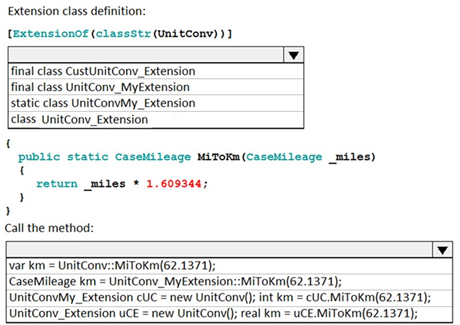 Extension class definition:
[ExtensionOf(classStr(UnitConv))]
final class CustUnitConv_Extension
final class UnitConv_MyExtension
static class UnitConvMy_Extension
class UnitConv_Extension
{
public static CaseMileage MiToKm(CaseMileage _miles)
{
return _miles * 1.609344;
}
}
Call the method:
var km = UnitConv::MiToKm(62.1371);
CaseMileage km = UnitConv_MyExtension::MiToKm(62.1371);
UnitConvMy_Extension cUC = new UnitConv(); int km = cUC.MiToKm(62.1371);
UnitConv_Extension uCE = new UnitConv(); real km = uCE.MiToKm(62.1371);